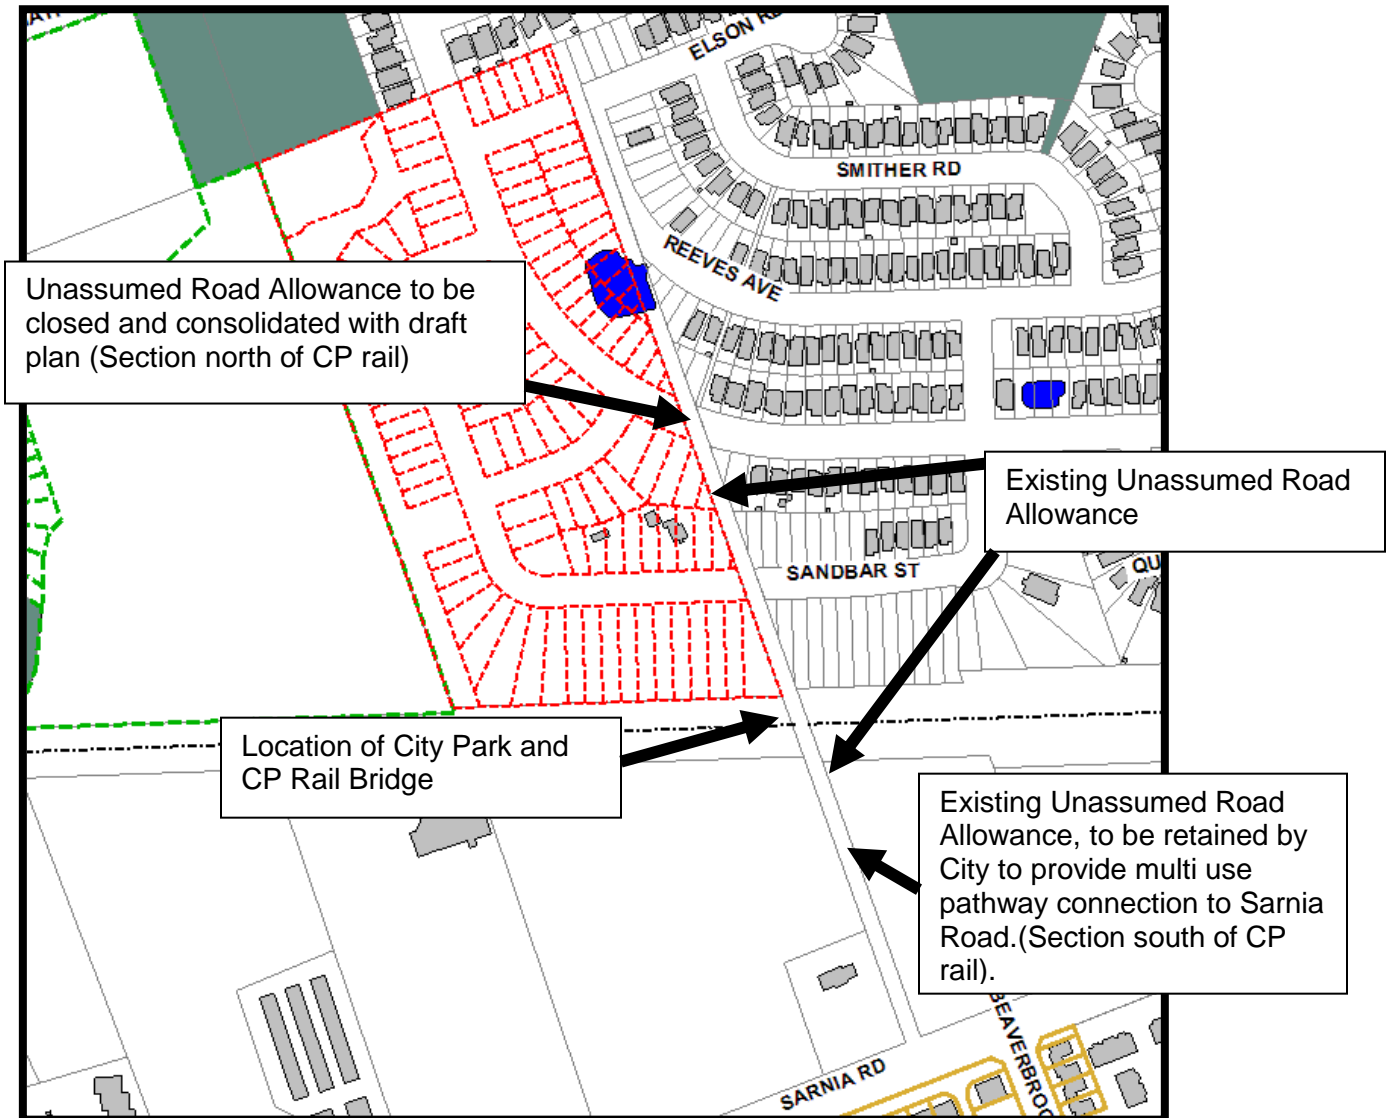 ELSON RD
SMITHER RD
REEVES AVE
Unassumed Road Allowance to be
closed and consolidated with draft
plan (Section north of CP rail)
Existing Unassumed Road
Allowance
SANDBAR ST
QU
Location of City Park and
CP Rail Bridge
Existing Unassumed Road
Allowance, to be retained by
City to provide multi use
pathway connection to Sarnia
Road.(Section south of CP
rail).
BEAVERBROO
SARNIA RD